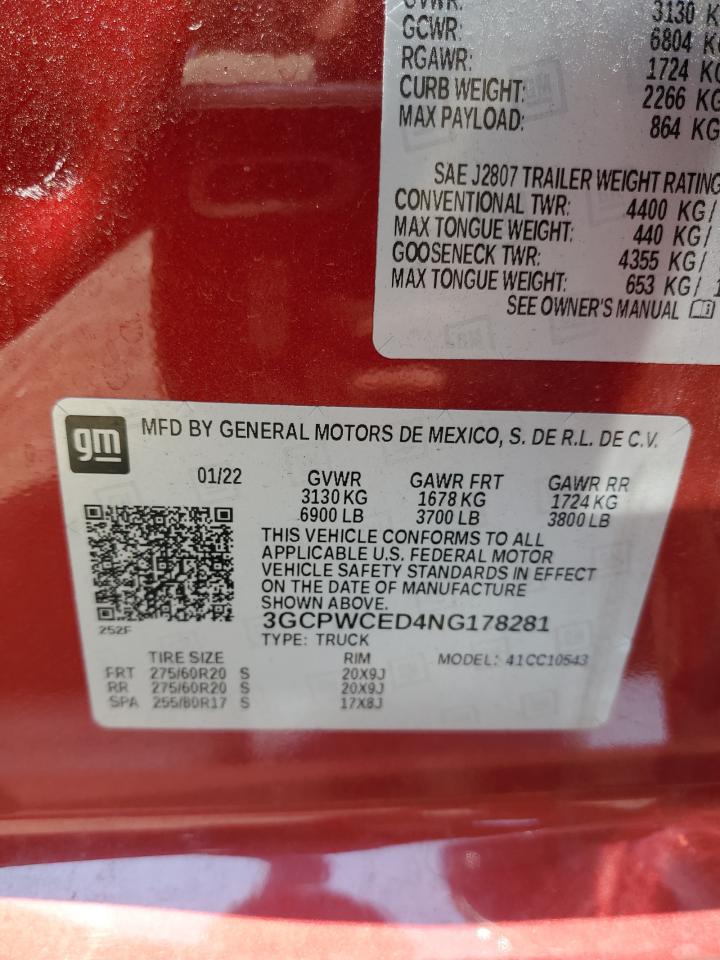 GVWR: 3130 K
GCWR: 6804 KG
RGAWR: 1724 KG
CURB WEIGHT: 2266 KG
MAX PAYLOAD: 864 KG
SAE J2807 TRAILER WEIGHT RATING
CONVENTIONAL TWR: 4400 KG/
MAX TONGUE WEIGHT: 440 KG/
GOOSENECK TWR: 4355 KG/
MAX TONGUE WEIGHT: 653 KG/ 1
SEE OWNER'S MANUAL
gm MFD BY GENERAL MOTORS DE MEXICO, S. DE R.L. DE C.V.
01/22 GVWR GAWR FRT GAWR RR
3130 KG 1678 KG 1724 KG
6900 LB 3700 LB 3800 LB
THIS VEHICLE CONFORMS TO ALL
APPLICABLE U.S. FEDERAL MOTOR
VEHICLE SAFETY STANDARDS IN EFFECT
ON THE DATE OF MANUFACTURE
SHOWN ABOVE.
252F
3GCPWCED4NG178281
TYPE: TRUCK
TIRE SIZE RIM MODEL: 41CC10543
FRT 275/60R20 S 20X9J
RR 275/60R20 S 20X9J
SPA 255/80R17 S 17X8J